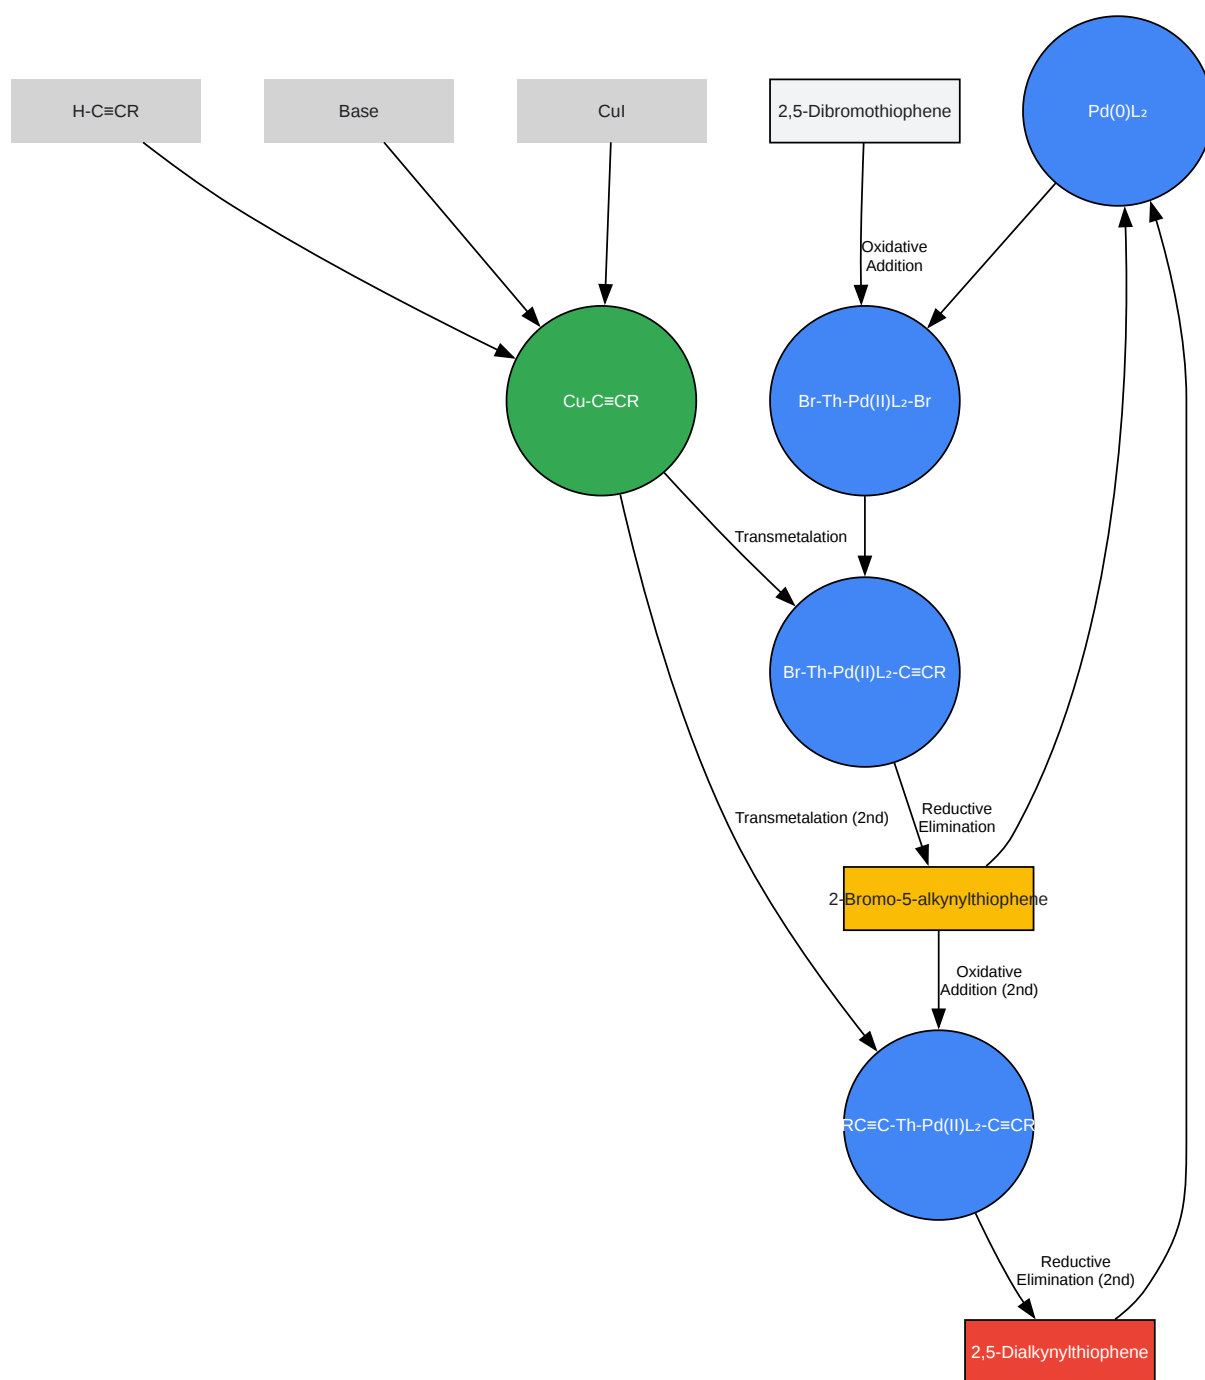 H-C≡CR
Base
CuI
2,5-Dibromothiophene
Pd(0)L₂
Oxidative
Addition
Cu-C≡CR
Br-Th-Pd(II)L₂-Br
Transmetalation
Br-Th-Pd(II)L₂-C≡CR
Transmetalation (2nd)
Reductive
Elimination
2-Bromo-5-alkynylthiophene
Oxidative
Addition (2nd)
RC≡C-Th-Pd(II)L₂-C≡CR
Reductive
Elimination (2nd)
2,5-Dialkynylthiophene